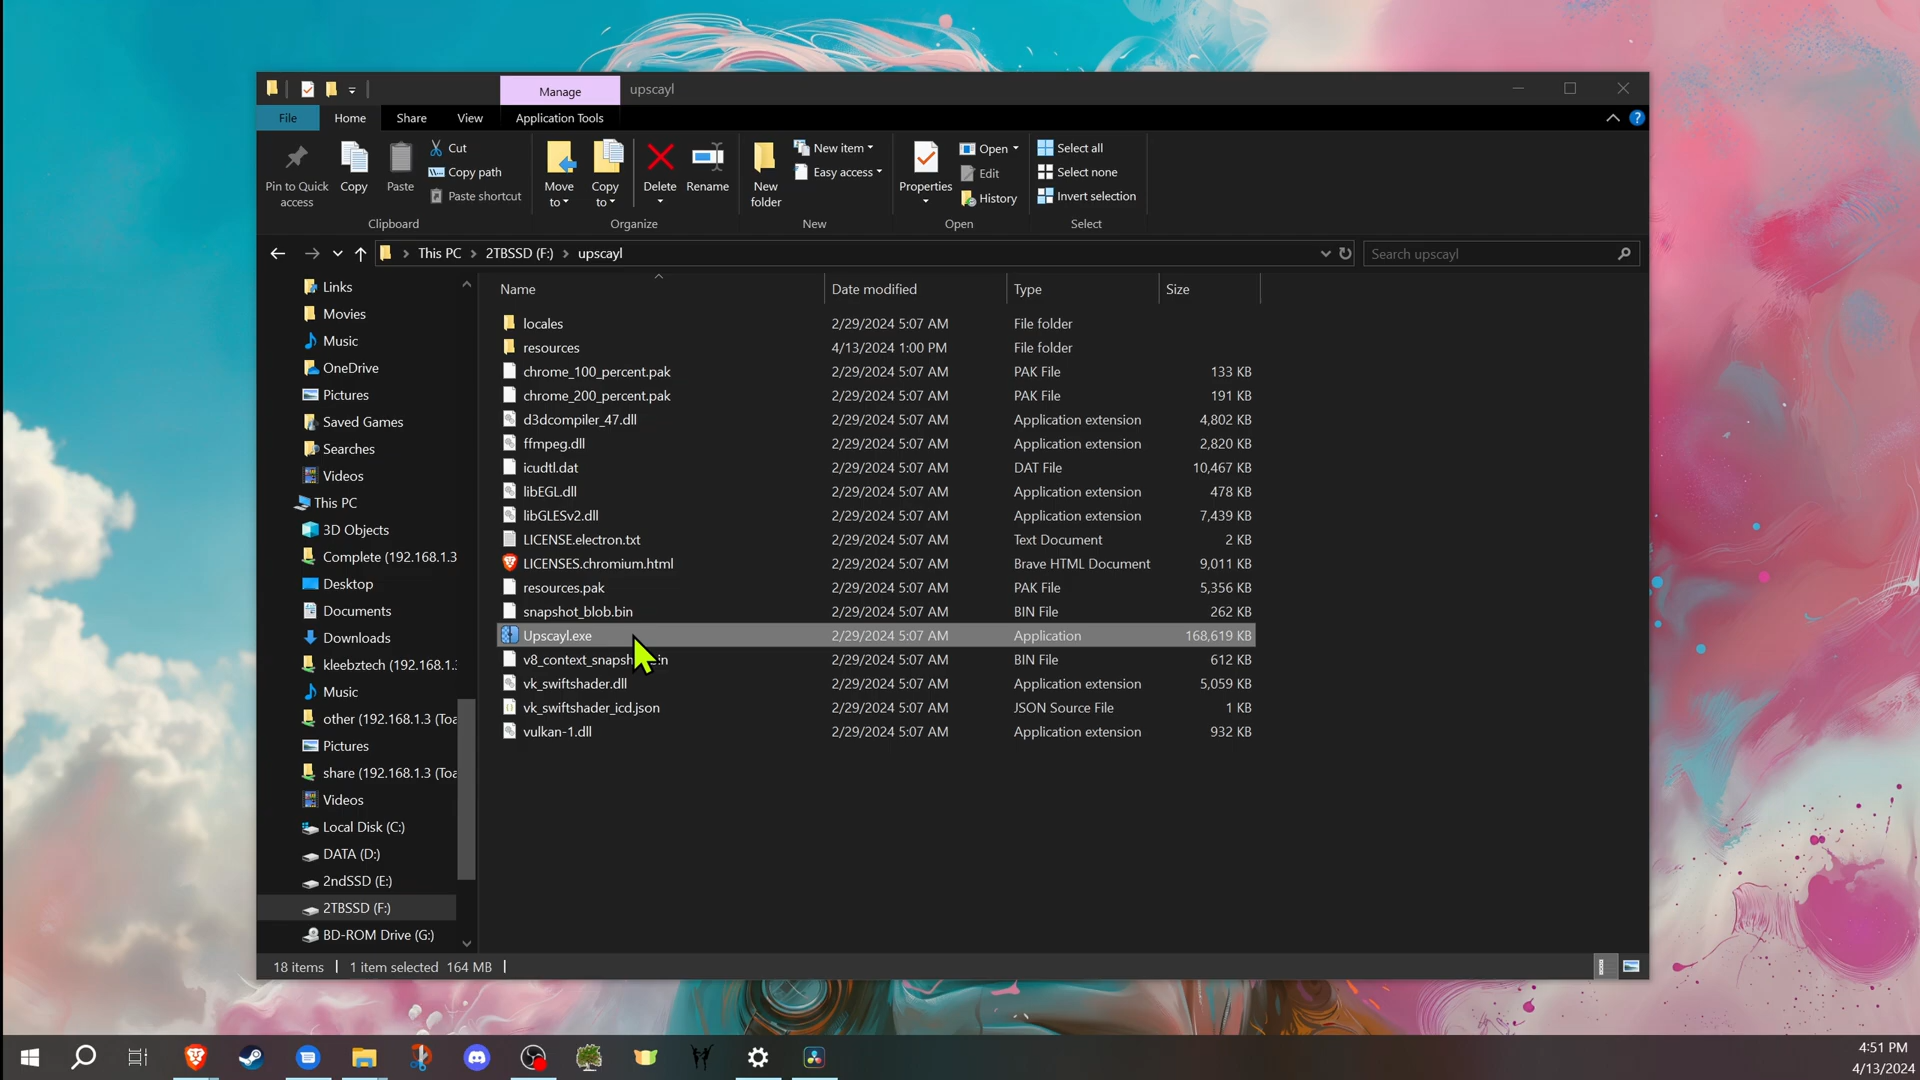 Manage
upscayl
File
Home
Share
View
Application Tools
Pin to Quick access
Copy
Paste
Cut
Copy path
Paste shortcut
Clipboard
Move to
Copy to
Delete
Rename
Organize
New folder
New item
Easy access
New
Properties
Open
Edit
History
Open
Select all
Select none
Invert selection
Select
This PC
2TBSSD (F:)
upscayl
Search upscayl
Links
Movies
Music
OneDrive
Pictures
Saved Games
Searches
Videos
This PC
3D Objects
Complete (192.168.1.3
Desktop
Documents
Downloads
kleebztech (192.168.1.
Music
other (192.168.1.3 (Toa
Pictures
share (192.168.1.3 (Toa
Videos
Local Disk (C:)
DATA (D:)
2ndSSD (E:)
2TBSSD (F:)
BD-ROM Drive (G:)
Name Date modified Type Size
locales 2/29/2024 5:07 AM File folder
resources 4/13/2024 1:00 PM File folder
chrome_100_percent.pak 2/29/2024 5:07 AM PAK File 133 KB
chrome_200_percent.pak 2/29/2024 5:07 AM PAK File 191 KB
d3dcompiler_47.dll 2/29/2024 5:07 AM Application extension 4,802 KB
ffmpeg.dll 2/29/2024 5:07 AM Application extension 2,820 KB
icudtl.dat 2/29/2024 5:07 AM DAT File 10,467 KB
libEGL.dll 2/29/2024 5:07 AM Application extension 478 KB
libGLESv2.dll 2/29/2024 5:07 AM Application extension 7,439 KB
LICENSE.electron.txt 2/29/2024 5:07 AM Text Document 2 KB
LICENSES.chromium.html 2/29/2024 5:07 AM Brave HTML Document 9,011 KB
resources.pak 2/29/2024 5:07 AM PAK File 5,356 KB
snapshot_blob.bin 2/29/2024 5:07 AM BIN File 262 KB
Upscayl.exe 2/29/2024 5:07 AM Application 168,619 KB
v8_context_snapsh in 2/29/2024 5:07 AM BIN File 612 KB
vk_swiftshader.dll 2/29/2024 5:07 AM Application extension 5,059 KB
vk_swiftshader_icd.json 2/29/2024 5:07 AM JSON Source File 1 KB
vulkan-1.dll 2/29/2024 5:07 AM Application extension 932 KB
18 items 1 item selected 164 MB
4:51 PM
4/13/2024